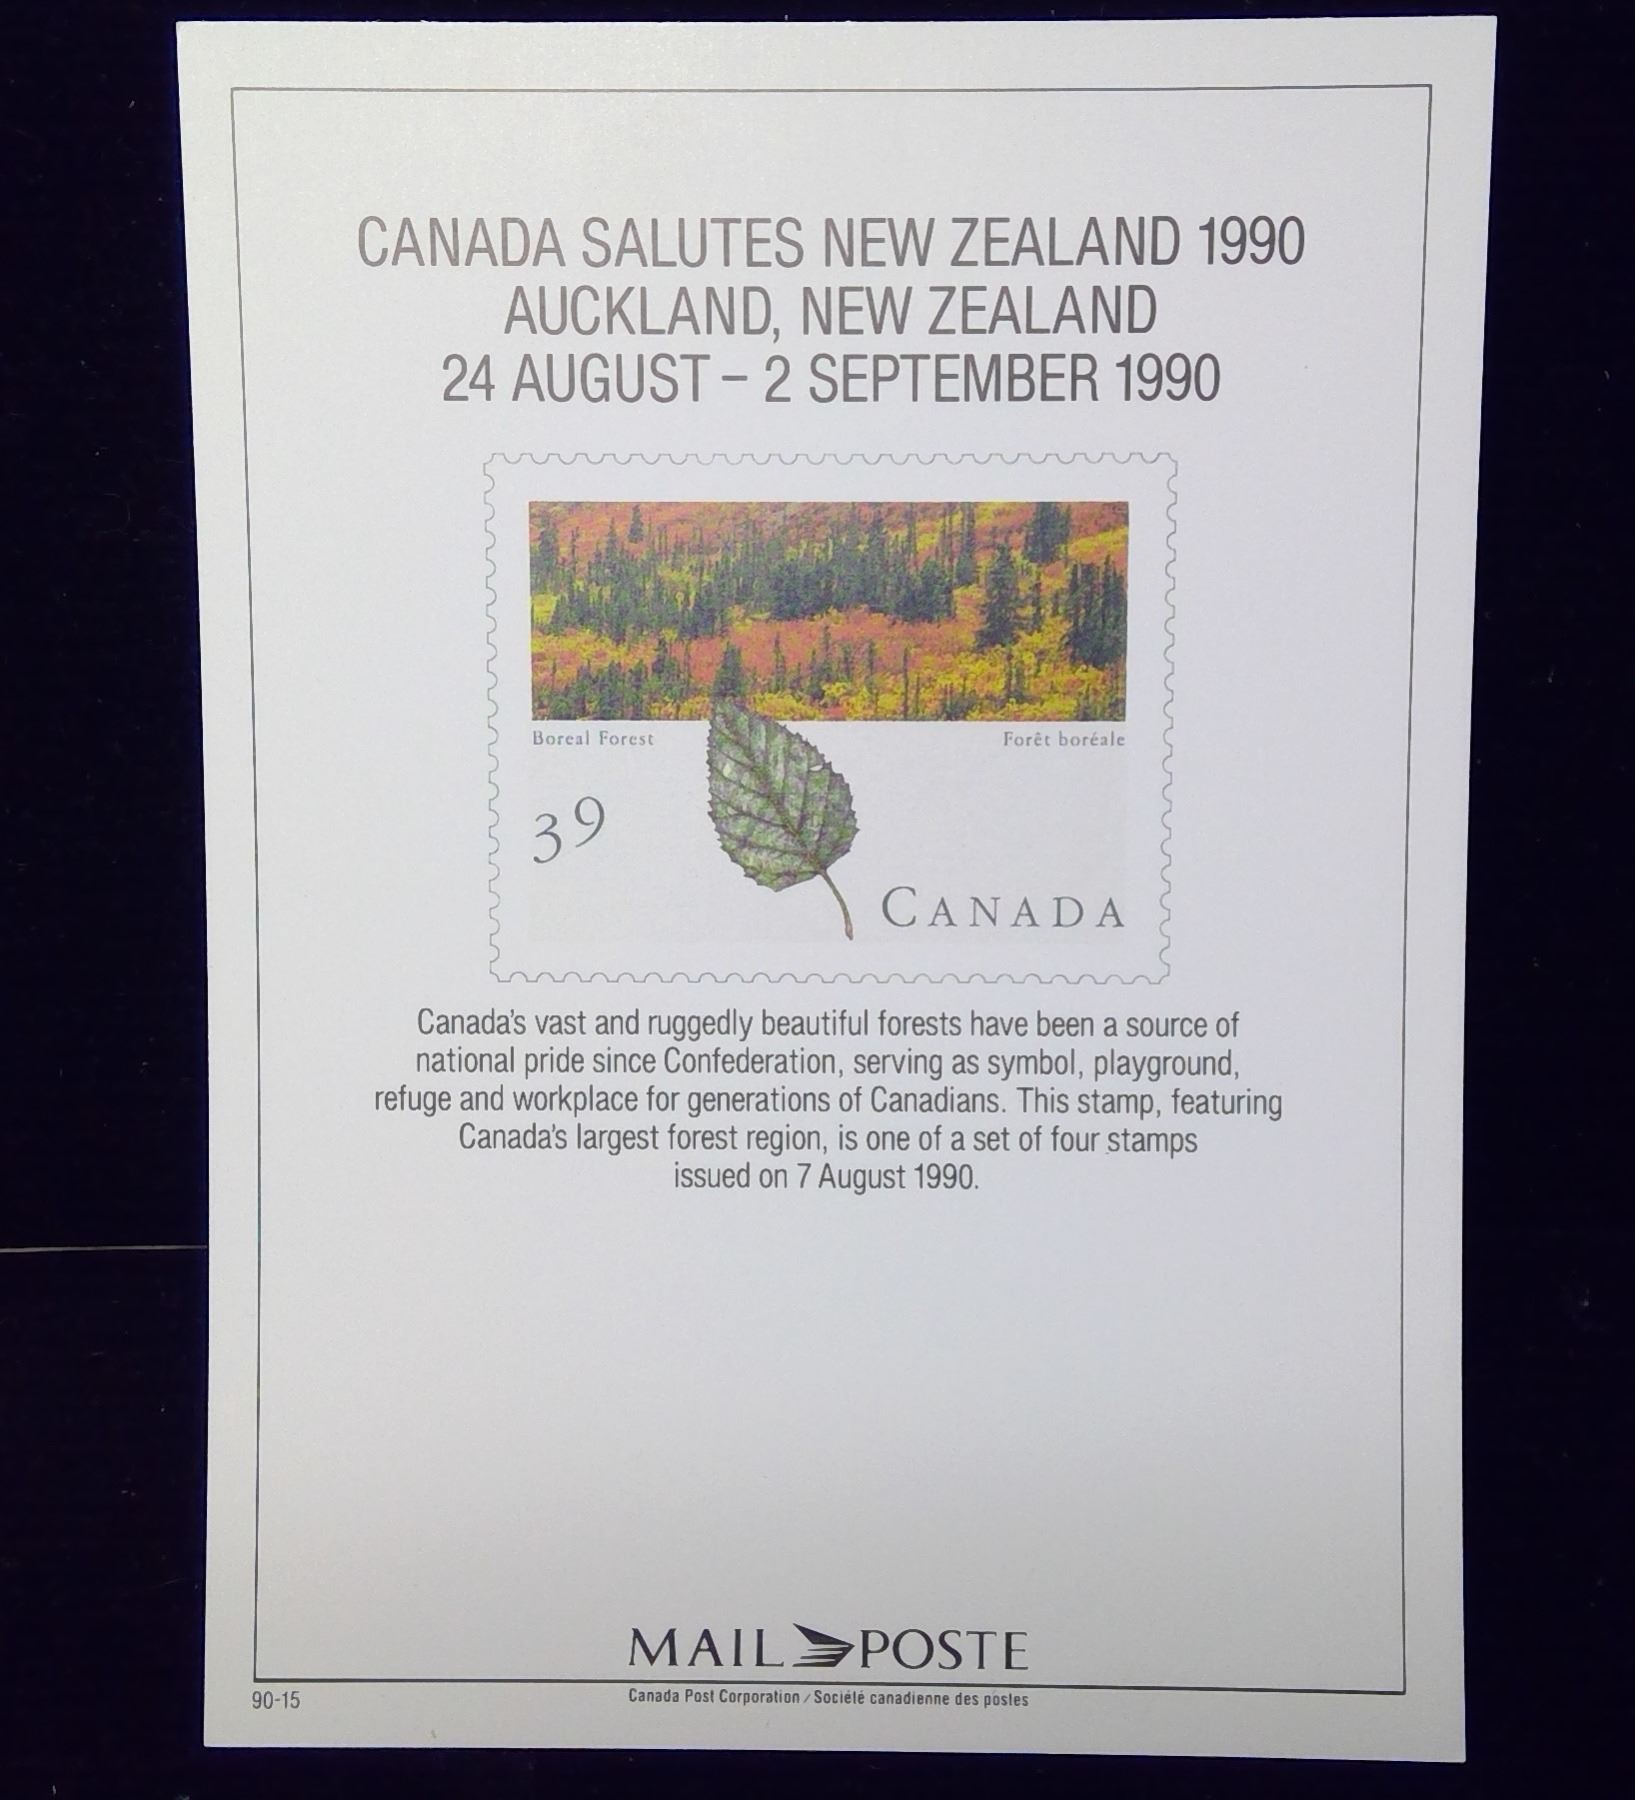 CANADA SALUTES NEW ZEALAND 1990
AUCKLAND, NEW ZEALAND
24 AUGUST – 2 SEPTEMBER 1990
Boreal Forest
Forêt boréale
39
CANADA
Canada's vast and ruggedly beautiful forests have been a source of
national pride since Confederation, serving as symbol, playground,
refuge and workplace for generations of Canadians. This stamp, featuring
Canada's largest forest region, is one of a set of four stamps
issued on 7 August 1990.
MAIL POSTE
90-15
Canada Post Corporation / Société canadienne des postes